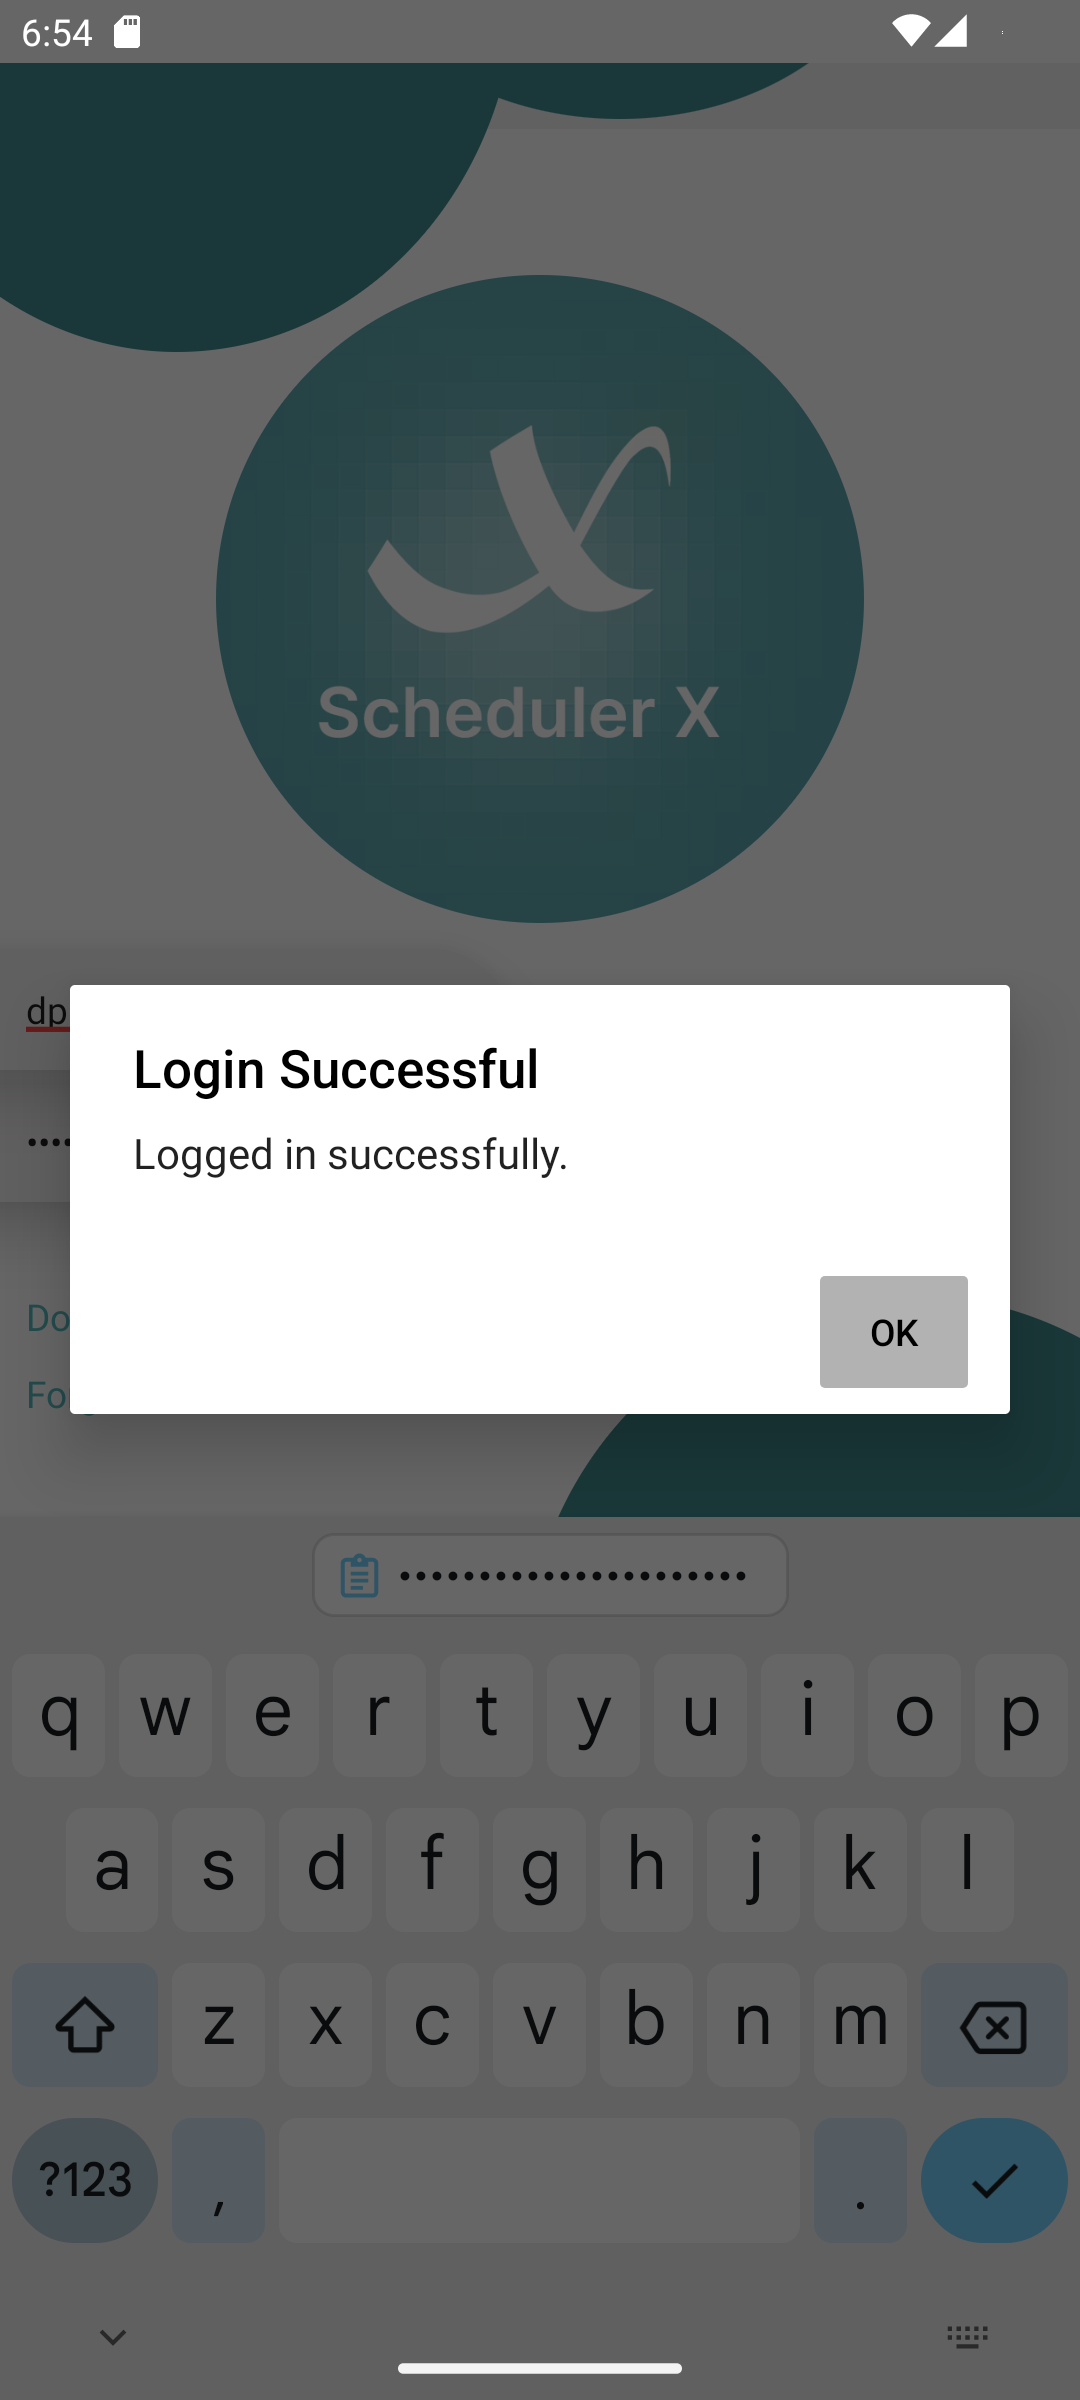 6:54
Scheduler X
dp
Login Successful
Logged in successfully.
Do
OK
Fo
q w e r t y u i o p
a s d f g h j k l
z x c v b n m
?123 , .